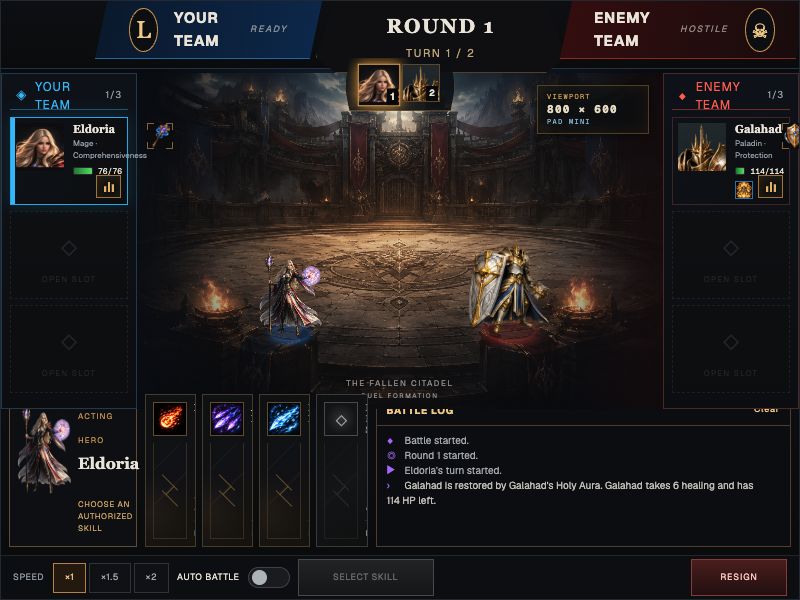 L
YOUR
TEAM
READY
ROUND 1
TURN 1 / 2
ENEMY
TEAM
HOSTILE
1
2
YOUR
TEAM
1/3
Eldoria
Mage ·
Comprehensiveness
76/76
OPEN SLOT
OPEN SLOT
VIEWPORT
800 × 600
PAD MINI
ENEMY
TEAM
1/3
Galahad
Paladin ·
Protection
114/114
OPEN SLOT
OPEN SLOT
THE FALLEN CITADEL
DUEL FORMATION
ACTING
HERO
Eldoria
CHOOSE AN
AUTHORIZED
SKILL
BATTLE LOG
Clear
Battle started.
Round 1 started.
Eldoria's turn started.
Galahad is restored by Galahad's Holy Aura. Galahad takes 6 healing and has
114 HP left.
SPEED
×1
×1.5
×2
AUTO BATTLE
SELECT SKILL
RESIGN